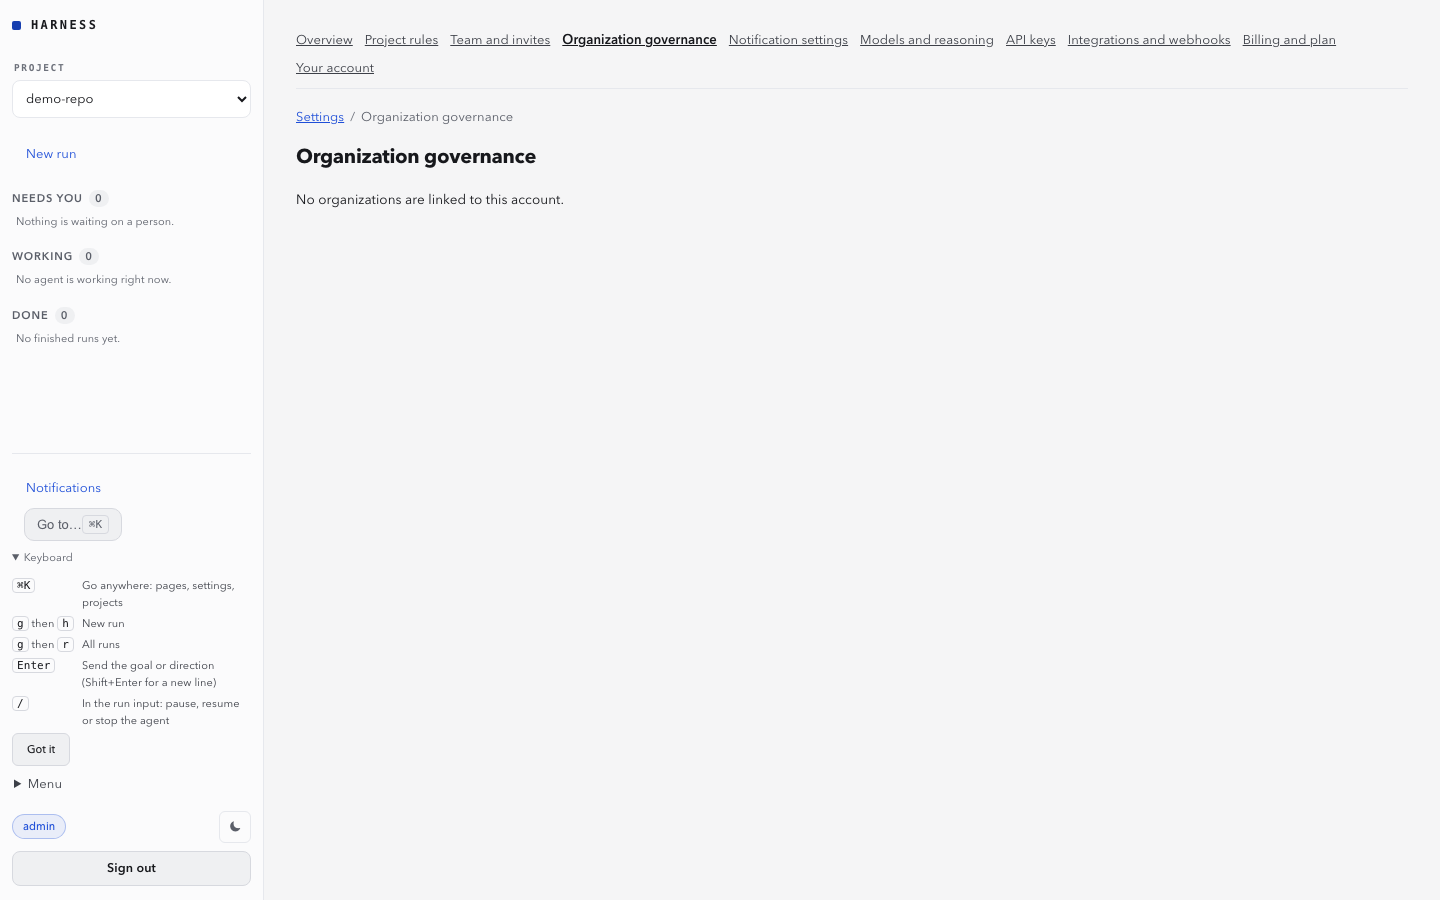 HARNESS
PROJECT
demo-repo
New run
NEEDS YOU 0
Nothing is waiting on a person.
WORKING 0
No agent is working right now.
DONE 0
No finished runs yet.
Notifications
Go to... ⌘K
Keyboard
⌘K Go anywhere: pages, settings,
projects
g then h New run
g then r All runs
Enter Send the goal or direction
(Shift+Enter for a new line)
/ In the run input: pause, resume
or stop the agent
Got it
Menu
admin
Sign out
Overview Project rules Team and invites Organization governance Notification settings Models and reasoning API keys Integrations and webhooks Billing and plan
Your account
Settings / Organization governance
Organization governance
No organizations are linked to this account.